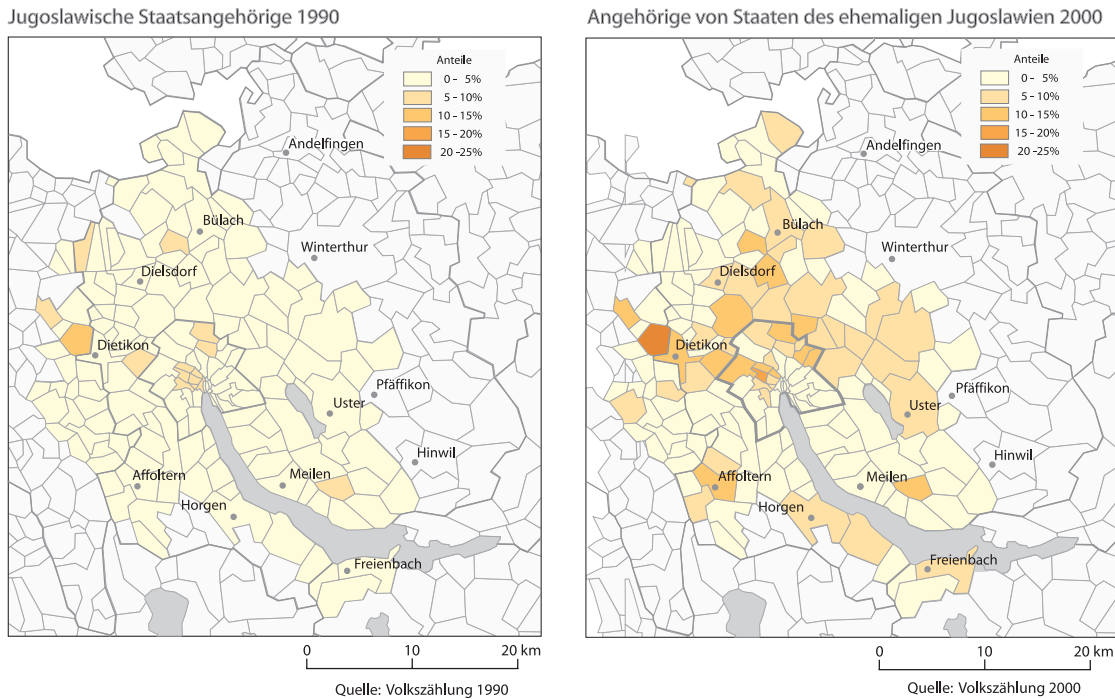 Jugoslawische Staatsangehörige 1990
Anteile
0 – 5%
5 – 10%
10 – 15%
15 – 20%
20 –25%
Andelfingen
Bülach
Winterthur
Dielsdorf
Dietikon
Pfäffikon
Uster
Hinwil
Affoltern
Meilen
Horgen
Freienbach
0 10 20 km
Quelle: Volkszählung 1990
Angehörige von Staaten des ehemaligen Jugoslawien 2000
Anteile
0 – 5%
5 – 10%
10 – 15%
15 – 20%
20 –25%
Andelfingen
Bülach
Winterthur
Dielsdorf
Dietikon
Pfäffikon
Uster
Hinwil
Affoltern
Meilen
Horgen
Freienbach
0 10 20 km
Quelle: Volkszählung 2000